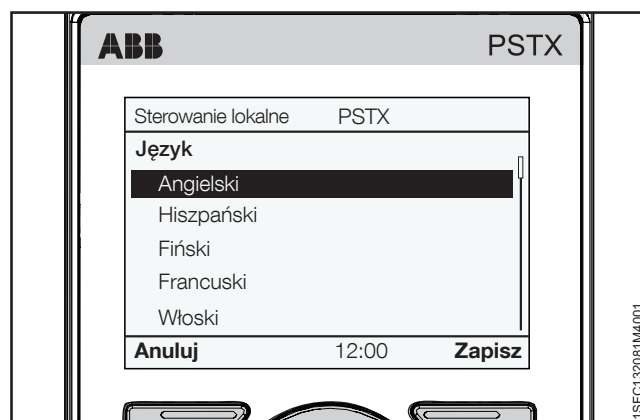 ABB PSTX
Sterowanie lokalne PSTX
Język
Angielski
Hiszpański
Fiński
Francuski
Włoski
Anuluj 12:00 Zapisz
1SFC132081M4001